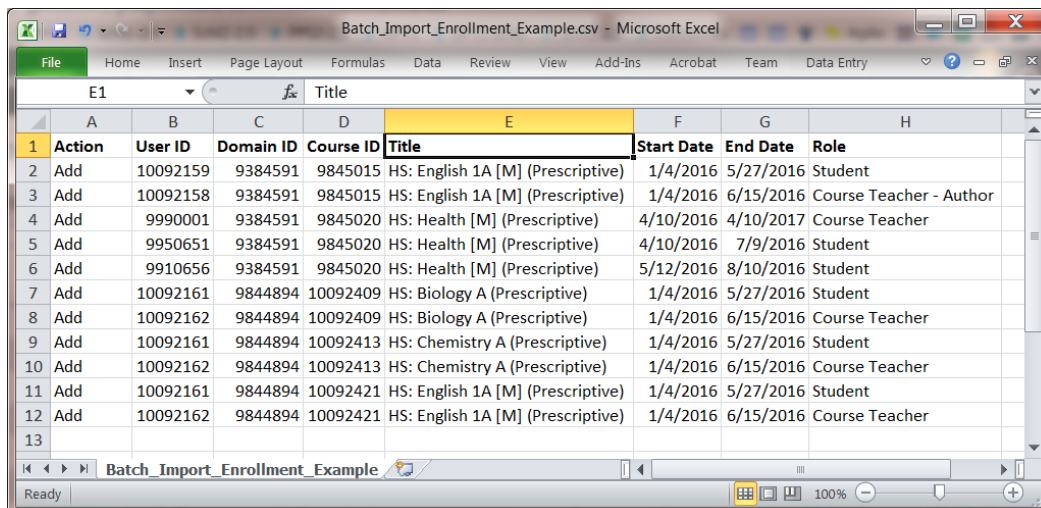 Batch_Import_Enrollment_Example.csv - Microsoft Excel
File Home Insert Page Layout Formulas Data Review View Add-Ins Acrobat Team Data Entry
E1 fx Title
A B C D E F G H
1 Action User ID Domain ID Course ID Title Start Date End Date Role
2 Add 10092159 9384591 9845015 HS: English 1A [M] (Prescriptive) 1/4/2016 5/27/2016 Student
3 Add 10092158 9384591 9845015 HS: English 1A [M] (Prescriptive) 1/4/2016 6/15/2016 Course Teacher - Author
4 Add 9990001 9384591 9845020 HS: Health [M] (Prescriptive) 4/10/2016 4/10/2017 Course Teacher
5 Add 9950651 9384591 9845020 HS: Health [M] (Prescriptive) 4/10/2016 7/9/2016 Student
6 Add 9910656 9384591 9845020 HS: Health [M] (Prescriptive) 5/12/2016 8/10/2016 Student
7 Add 10092161 9844894 10092409 HS: Biology A (Prescriptive) 1/4/2016 5/27/2016 Student
8 Add 10092162 9844894 10092409 HS: Biology A (Prescriptive) 1/4/2016 6/15/2016 Course Teacher
9 Add 10092161 9844894 10092413 HS: Chemistry A (Prescriptive) 1/4/2016 5/27/2016 Student
10 Add 10092162 9844894 10092413 HS: Chemistry A (Prescriptive) 1/4/2016 6/15/2016 Course Teacher
11 Add 10092161 9844894 10092421 HS: English 1A [M] (Prescriptive) 1/4/2016 5/27/2016 Student
12 Add 10092162 9844894 10092421 HS: English 1A [M] (Prescriptive) 1/4/2016 6/15/2016 Course Teacher
13
Batch_Import_Enrollment_Example
Ready 100%